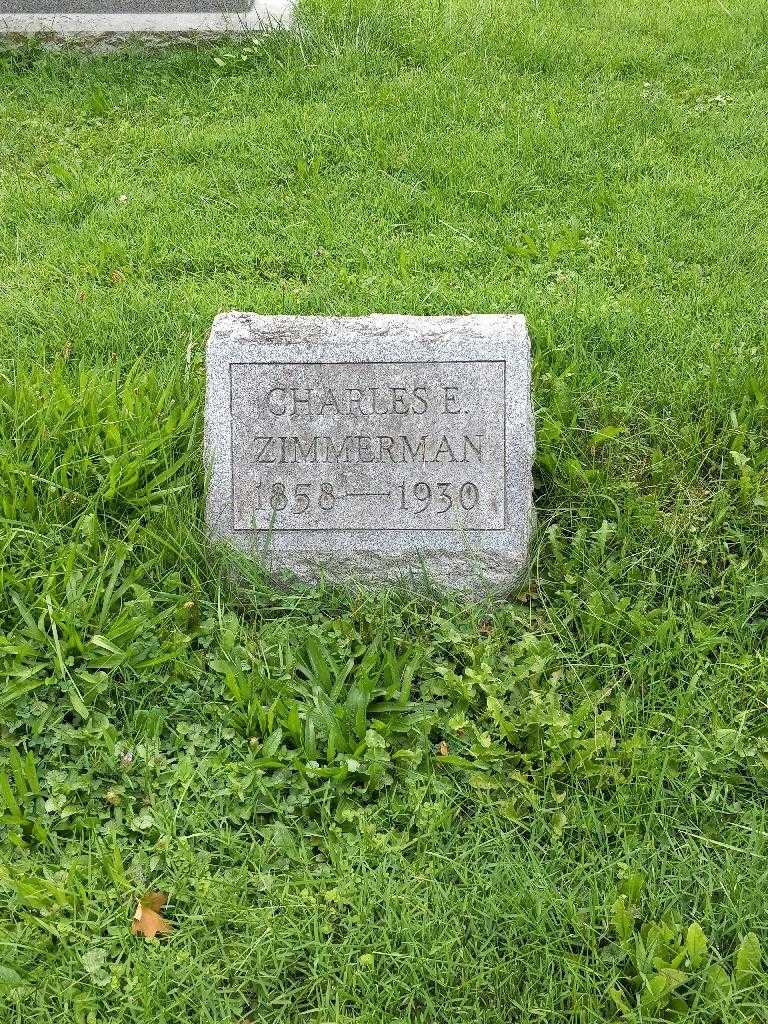 CHARLES E.
ZIMMERMAN
1858—1930